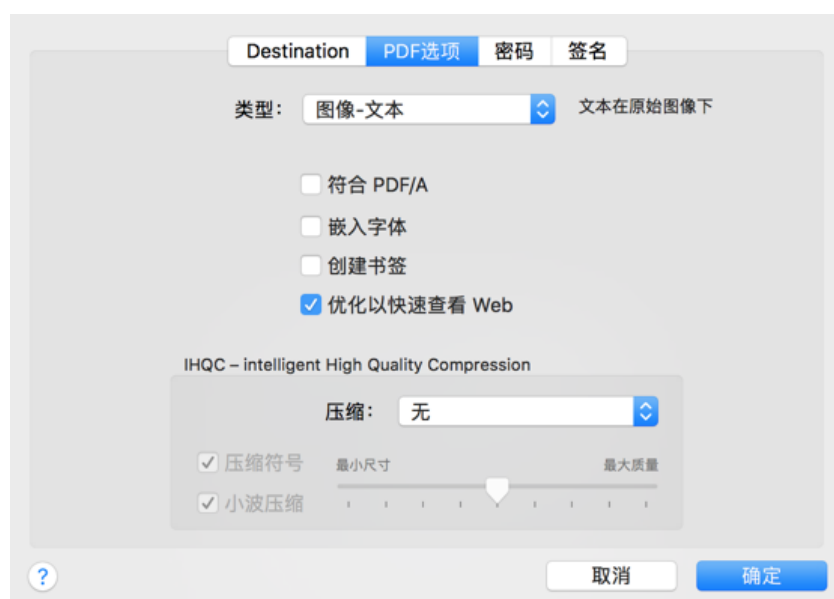 Destination PDF选项 密码 签名
类型： 图像-文本 文本在原始图像下
符合 PDF/A
嵌入字体
创建书签
优化以快速查看 Web
IHQC – intelligent High Quality Compression
压缩： 无
压缩符号 最小尺寸 最大质量
小波压缩
? 取消 确定